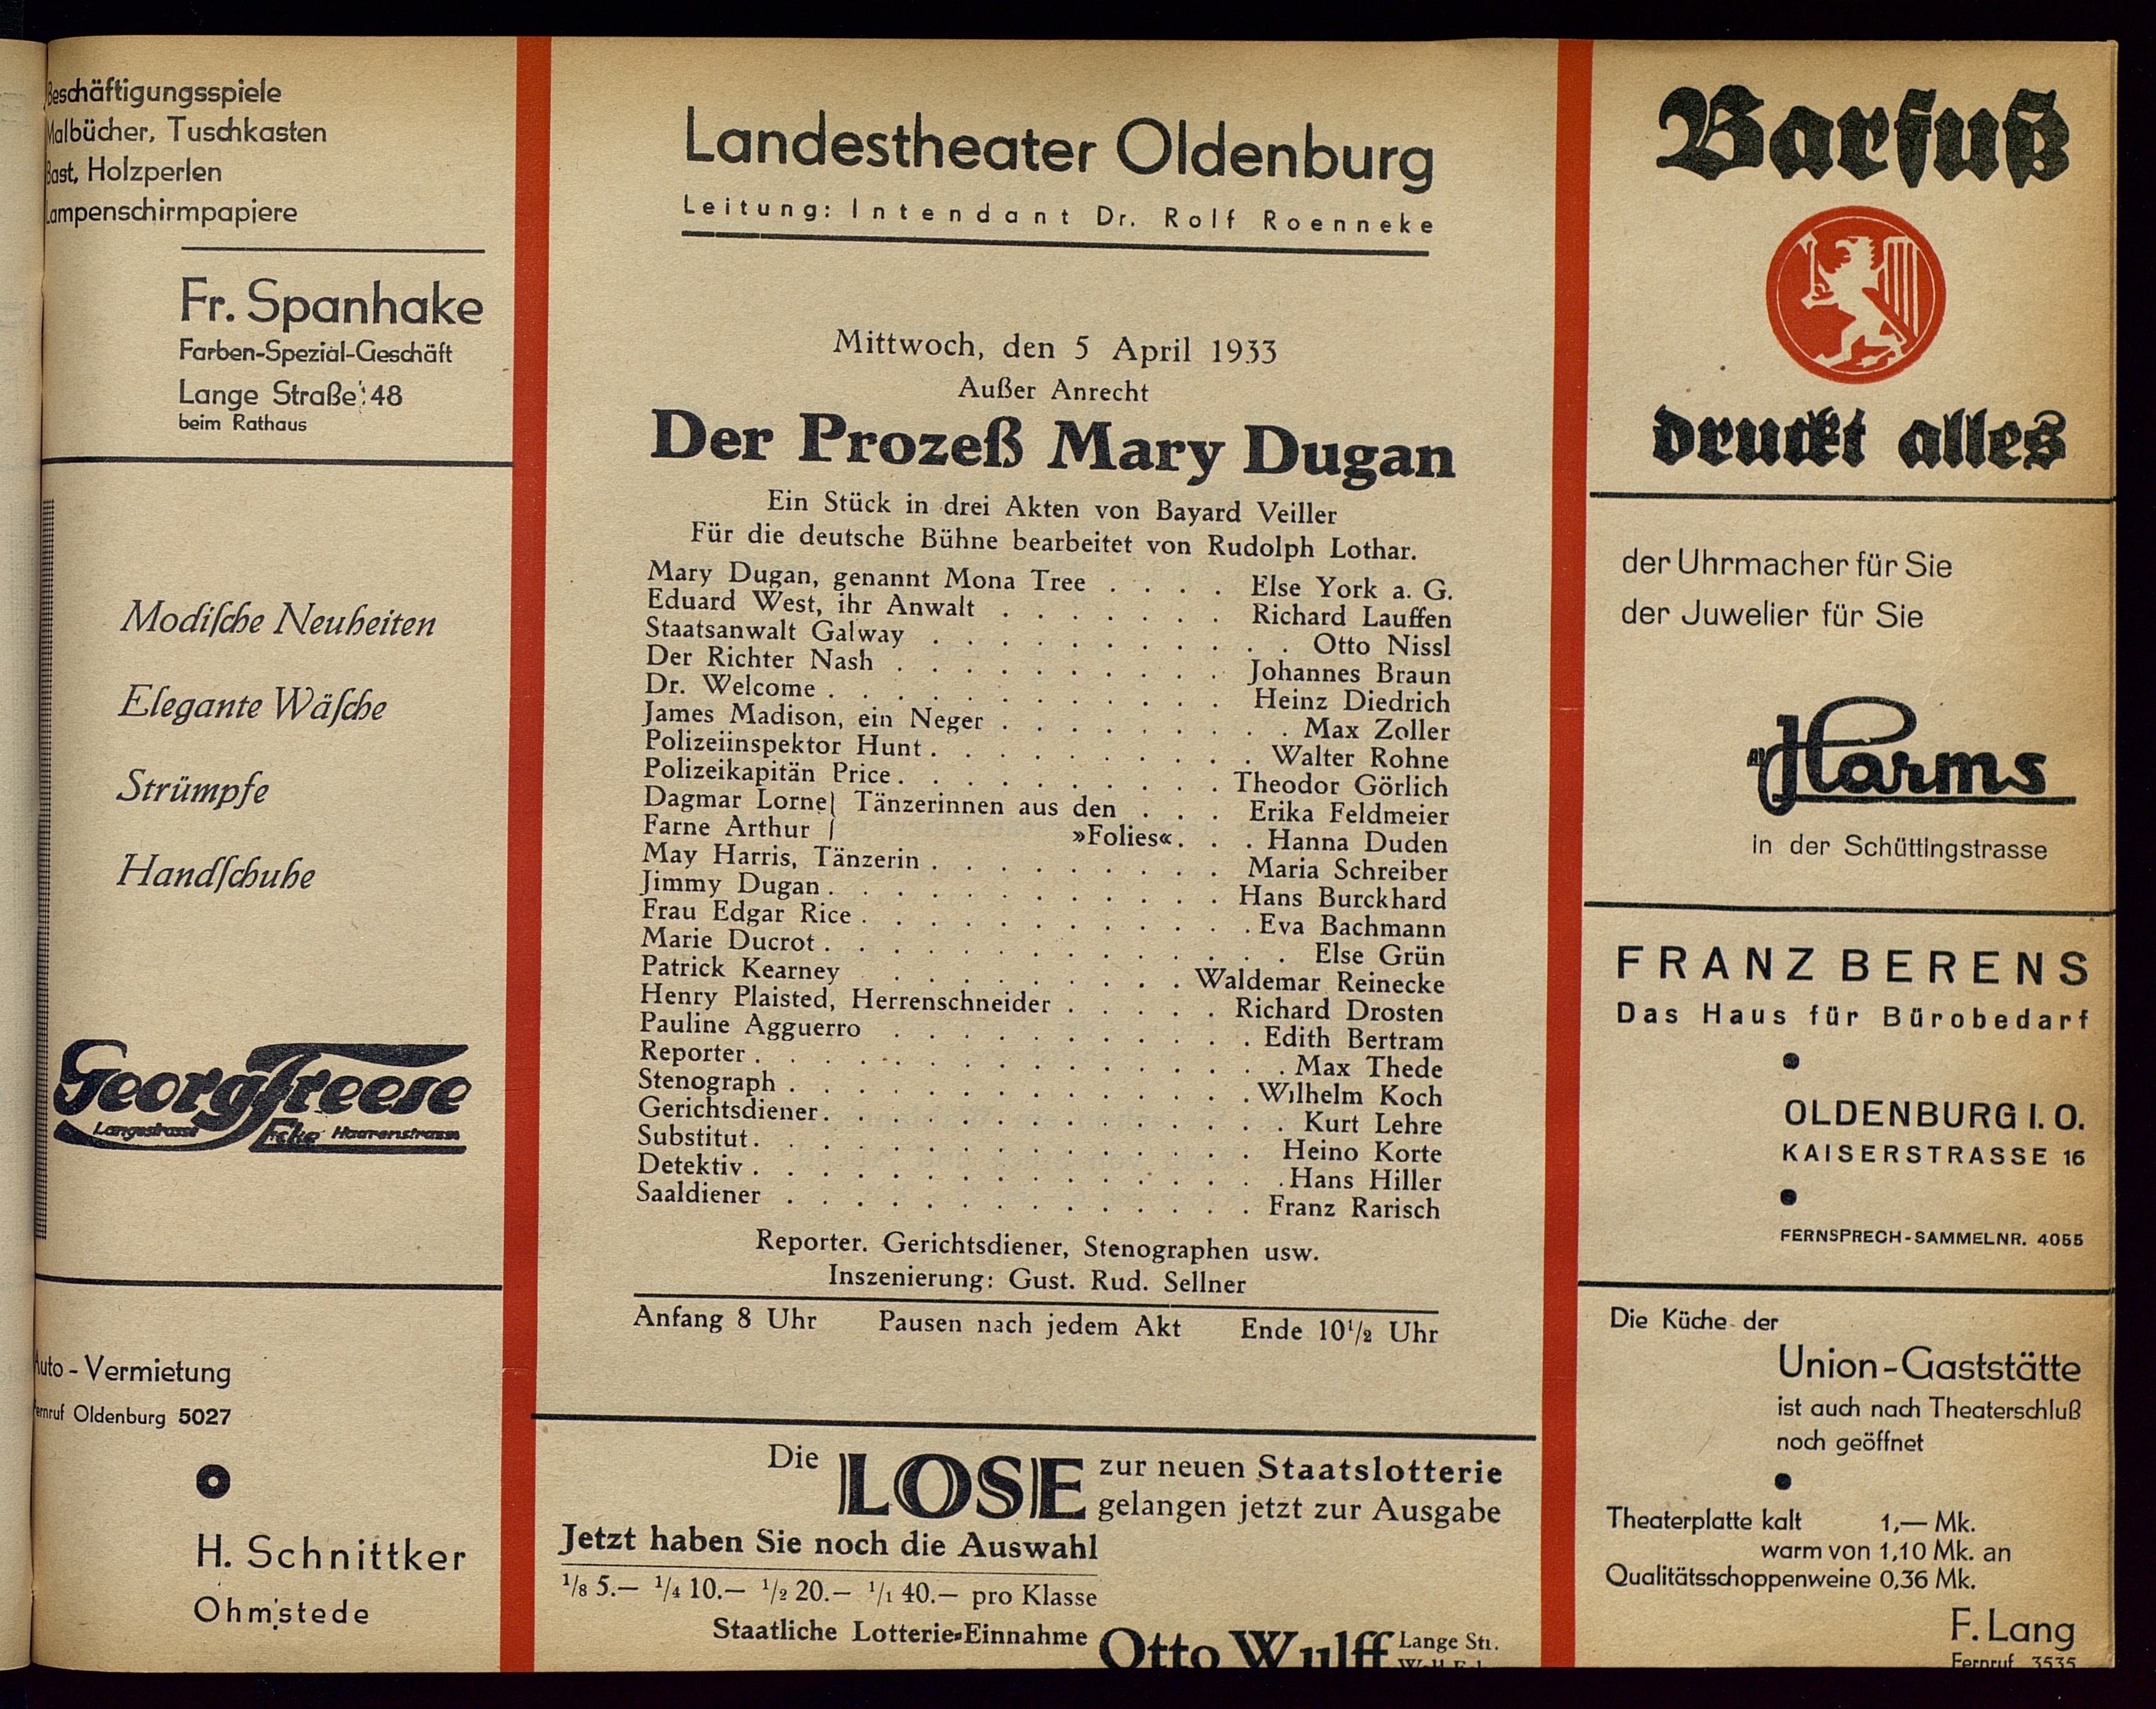 Beschäftigungsspiele
Malbücher, Tuschkasten
Bast, Holzperlen
Lampenschirmpapiere
Fr. Spanhake
Farben-Spezial-Geschäft
Lange Straße 48
beim Rathaus
Modische Neuheiten
Elegante Wäsche
Strümpfe
Handschuhe
Georg Freese
Langestrasse Ecke Haarenstrasse
Auto - Vermietung
Fernruf Oldenburg 5027
H. Schnittker
Ohmstede
Landestheater Oldenburg
Leitung: Intendant Dr. Rolf Roenneke
Mittwoch, den 5 April 1933
Außer Anrecht
Der Prozeß Mary Dugan
Ein Stück in drei Akten von Bayard Veiller
Für die deutsche Bühne bearbeitet von Rudolph Lothar.
Mary Dugan, genannt Mona Tree . . . . Else York a. G.
Eduard West, ihr Anwalt . . . . . . . Richard Lauffen
Staatsanwalt Galway . . . . . . . . . . . Otto Nissl
Der Richter Nash . . . . . . . . . . Johannes Braun
Dr. Welcome . . . . . . . . . . . . Heinz Diedrich
James Madison, ein Neger . . . . . . . . . Max Zoller
Polizeiinspektor Hunt . . . . . . . . . . Walter Rohne
Polizeikapitän Price . . . . . . . . . . Theodor Görlich
Dagmar Lorne } Tänzerinnen aus den . . . Erika Feldmeier
Farne Arthur } »Folies« . . . Hanna Duden
May Harris, Tänzerin . . . . . . . . . Maria Schreiber
Jimmy Dugan . . . . . . . . . . . . Hans Burckhard
Frau Edgar Rice . . . . . . . . . . . . Eva Bachmann
Marie Ducrot . . . . . . . . . . . . . . Else Grün
Patrick Kearney . . . . . . . . . Waldemar Reinecke
Henry Plaisted, Herrenschneider . . . . . Richard Drosten
Pauline Agguerro . . . . . . . . . . . Edith Bertram
Reporter . . . . . . . . . . . . . . . . Max Thede
Stenograph . . . . . . . . . . . . . . Wilhelm Koch
Gerichtsdiener . . . . . . . . . . . . . . Kurt Lehre
Substitut . . . . . . . . . . . . . . . Heino Korte
Detektiv . . . . . . . . . . . . . . . . Hans Hiller
Saaldiener . . . . . . . . . . . . . . Franz Rarisch
Reporter. Gerichtsdiener, Stenographen usw.
Inszenierung: Gust. Rud. Sellner
Anfang 8 Uhr Pausen nach jedem Akt Ende 10½ Uhr
Die LOSE zur neuen Staatslotterie
gelangen jetzt zur Ausgabe
Jetzt haben Sie noch die Auswahl
1/8 5.— 1/4 10.— 1/2 20.— 1/1 40.— pro Klasse
Staatliche Lotterie-Einnahme Otto Wulff Lange Str.
Barfuß
druckt alles
der Uhrmacher für Sie
der Juwelier für Sie
Harms
in der Schüttingstrasse
FRANZ BERENS
Das Haus für Bürobedarf
OLDENBURG I. O.
KAISERSTRASSE 16
FERNSPRECH-SAMMELNR. 4055
Die Küche der
Union-Gaststätte
ist auch nach Theaterschluß
noch geöffnet
Theaterplatte kalt 1,— Mk.
warm von 1,10 Mk. an
Qualitätsschoppenweine 0,36 Mk.
F. Lang
Fernruf 3535